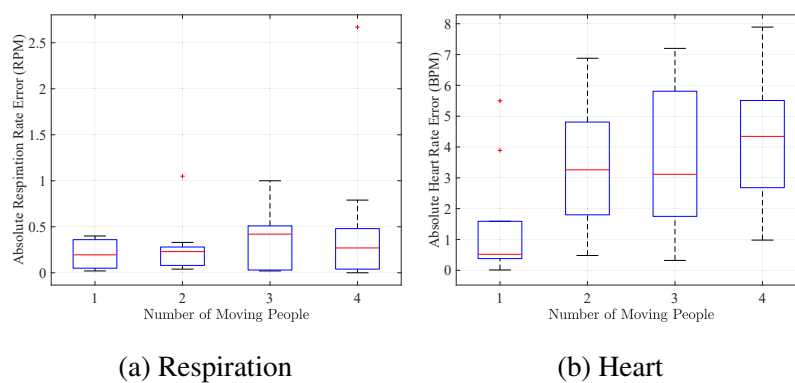 2.5
2
1.5
1
0.5
0
Absolute Respiration Rate Error (RPM)
1 2 3 4
Number of Moving People
(a) Respiration
8
7
6
5
4
3
2
1
0
Absolute Heart Rate Error (BPM)
1 2 3 4
Number of Moving People
(b) Heart